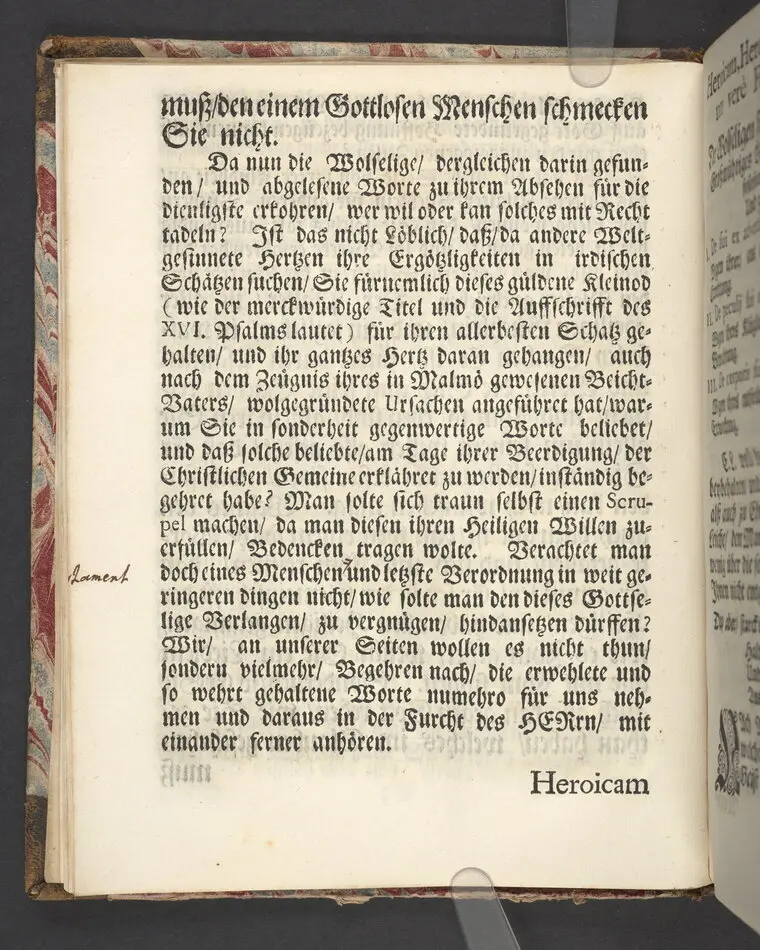 muß/den einem Gottlosen Menschen schmecken
Sie nicht.
Da nun die Wolselige/ dergleichen darin gefun-
den/ und abgelesene Worte zu ihrem Absehen für die
dienligste erkohren/ wer wil oder kan solches mit Recht
tadeln? Ist das nicht Löblich/ daß/da andere Welt-
gesinnete Hertzen ihre Ergötzligkeiten in irdischen
Schätzen suchen/ Sie fürnemlich dieses güldene Kleinod
(wie der merckwürdige Titel und die Auffschrifft des
XVI. Psalms lautet) für ihren allerbesten Schatz ge-
halten/ und ihr gantzes Hertz daran gehangen/ auch
nach dem Zeügnis ihres in Malmö gewesenen Beicht-
Vaters/ wolgegründete Ursachen angeführet hat/war-
um Sie in sonderheit gegenwertige Worte beliebet/
und daß solche beliebte/am Tage ihrer Beerdigung/ der
Christlichen Gemeine erklähret zu werden/inständig be-
gehret habe? Man solte sich traun selbst einen Scru-
pel machen/ da man diesen ihren Heiligen Willen zu-
erfüllen/ Bedencken tragen wolte. Verachtet man
doch eines Menschen und letzste Verordnung in weit ge-
ringeren dingen nicht/wie solte man den dieses Gottse-
lige Verlangen/ zu vergnügen/ hindansetzen dürffen?
Wir/ an unserer Seiten wollen es nicht thun/
sondern vielmehr/ Begehren nach/ die erwehlete und
so wehrt gehaltene Worte numehro für uns neh-
men und daraus in der Furcht des HERrn/ mit
einander ferner anhören.
Heroicam